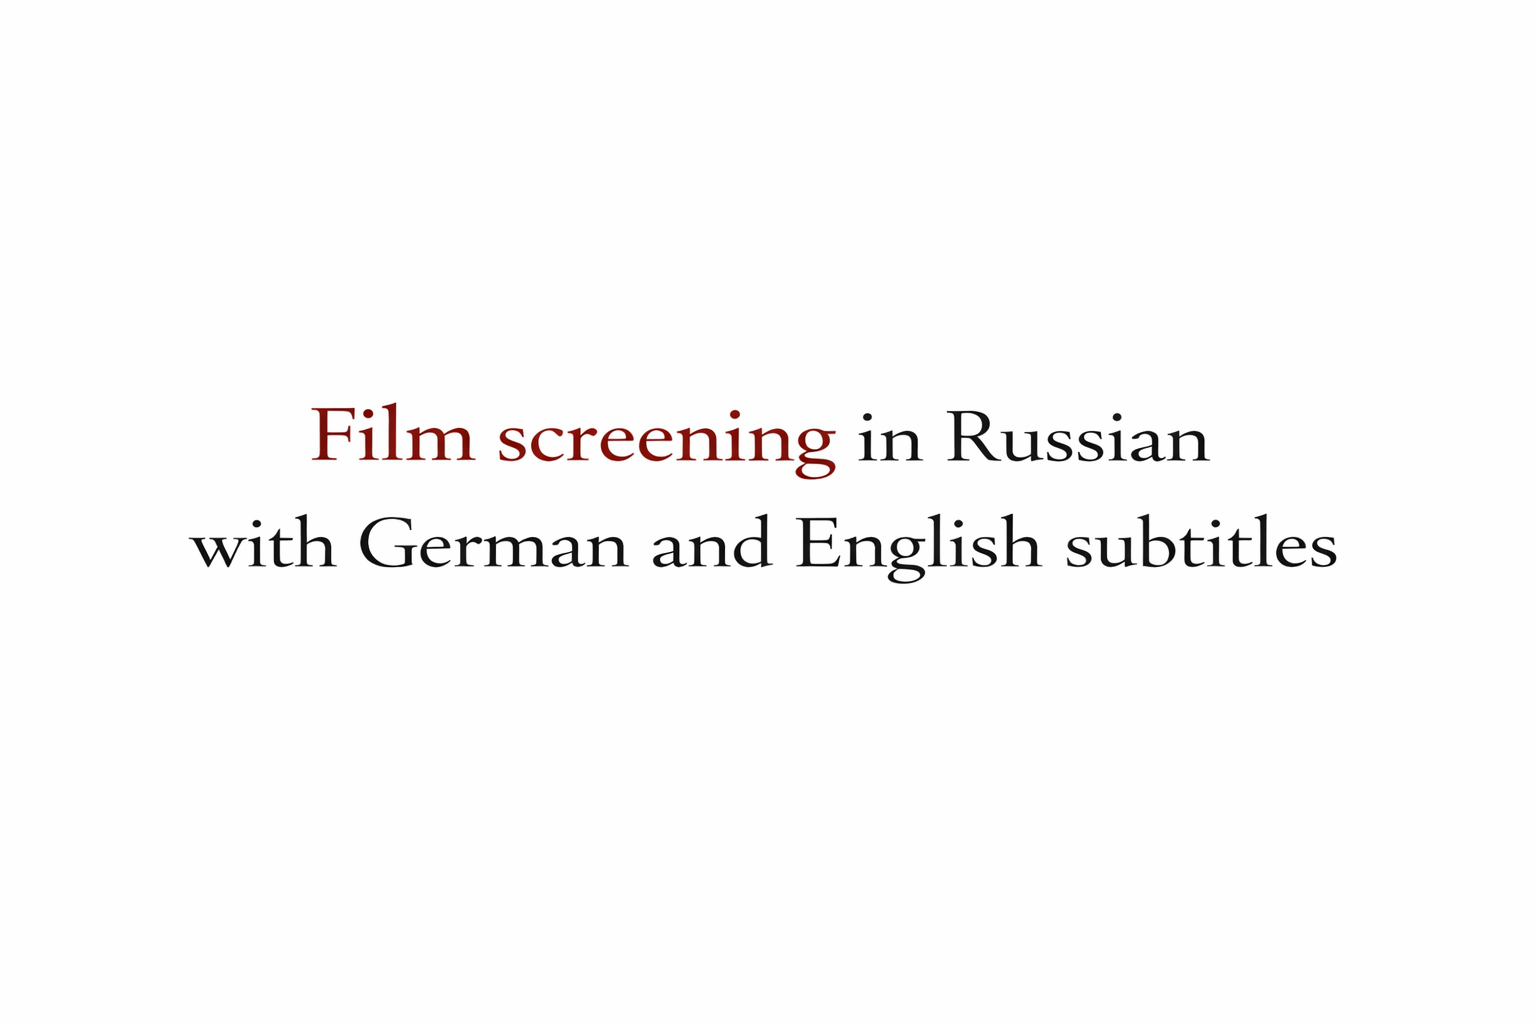 Film screening in Russian
with German and English subtitles